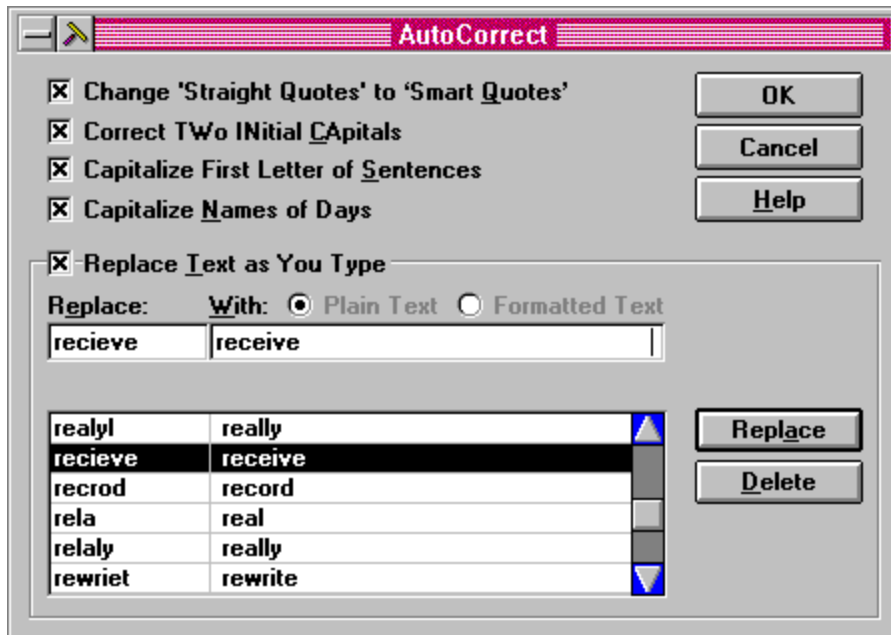 AutoCorrect
Change 'Straight Quotes' to ‘Smart Quotes’
OK
Correct TWo INitial CApitals
Cancel
Capitalize First Letter of Sentences
Help
Capitalize Names of Days
Replace Text as You Type
Replace: With: Plain Text Formatted Text
recieve receive
realyl really
Replace
recieve receive
recrod record
Delete
rela real
relaly really
rewriet rewrite